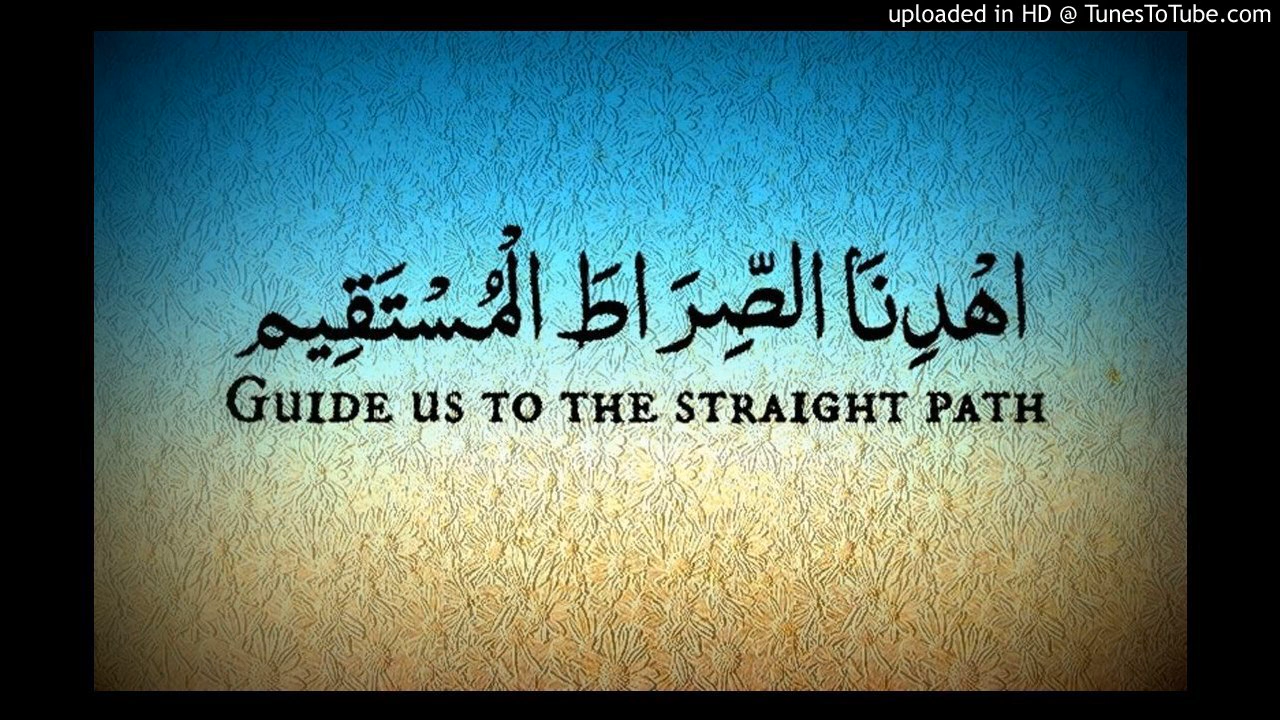 uploaded in HD @ TunesToTube.com
اهْدِنَا الصِّرَاطَ الْمُسْتَقِيم
GUIDE US TO THE STRAIGHT PATH